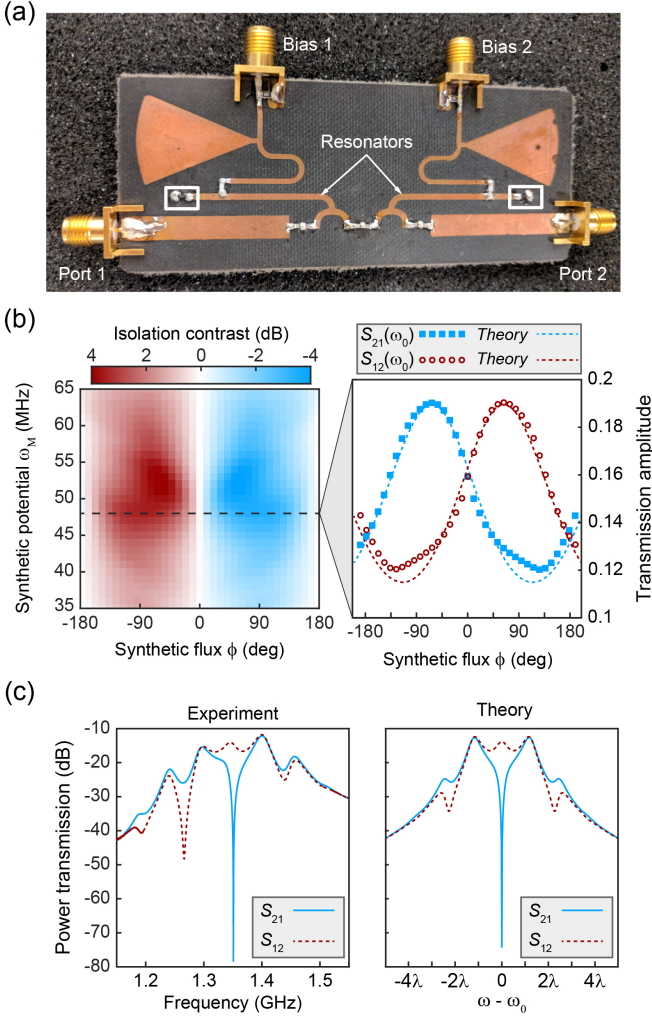 (a)
Bias 1
Bias 2
Resonators
Port 1
Port 2
(b)
Isolation contrast (dB)
4 2 0 -2 -4
Synthetic potential ωM (MHz)
65
60
55
50
45
40
35
-180 -90 0 90 180
Synthetic flux ϕ (deg)
S21(ω0) Theory
S12(ω0) Theory
0.2
0.18
0.16
0.14
0.12
0.1
Transmission amplitude
-180 -90 0 90 180
Synthetic flux ϕ (deg)
(c)
Experiment
Power transmission (dB)
-10
-20
-30
-40
-50
-60
-70
-80
S21
S12
1.2 1.3 1.4 1.5
Frequency (GHz)
Theory
S21
S12
-4λ -2λ 0 2λ 4λ
ω - ω0